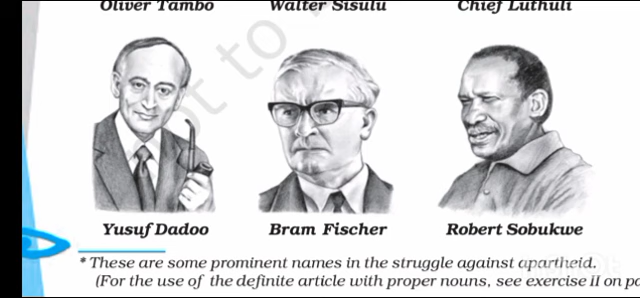 Oliver Tambo Walter Sisulu Chief Luthuli
Yusuf Dadoo Bram Fischer Robert Sobukwe
* These are some prominent names in the struggle against apartheid.
(For the use of the definite article with proper nouns, see exercise II on